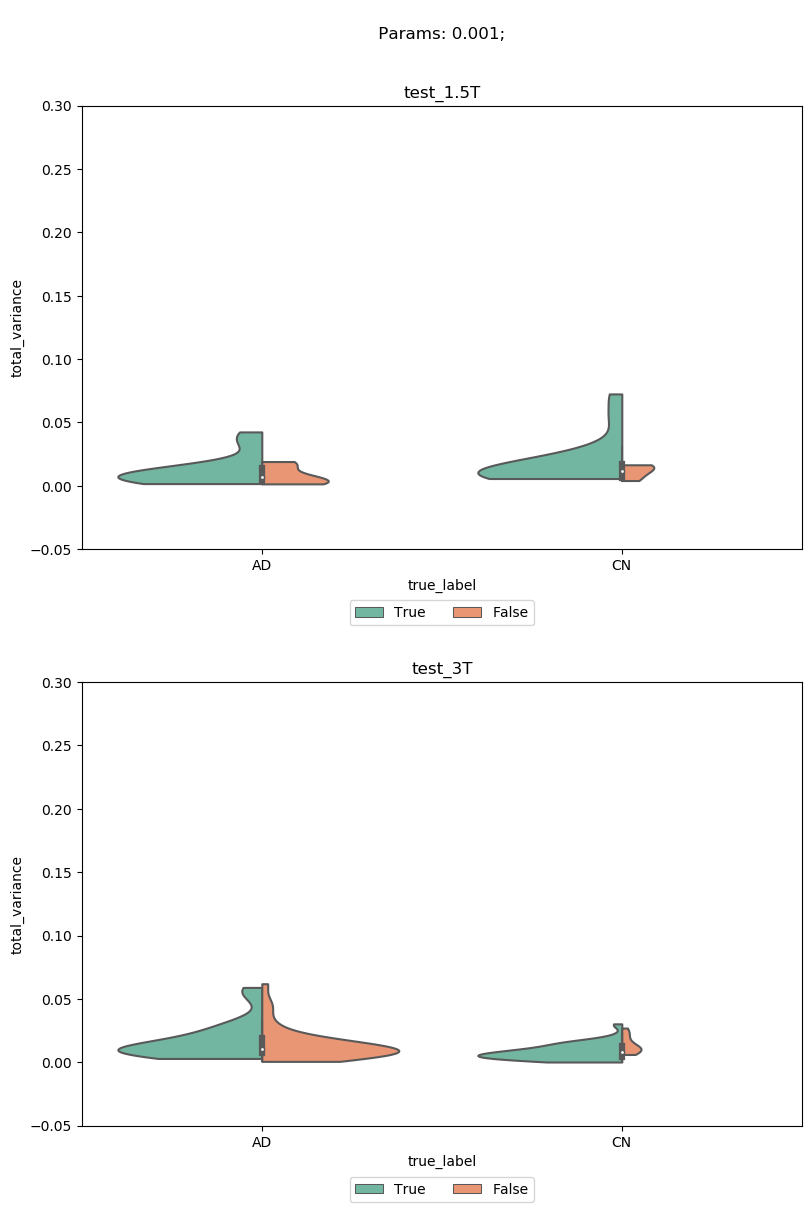 Params: 0.001;
test_1.5T
0.30
0.25
0.20
0.15
0.10
0.05
0.00
−0.05
total_variance
AD CN
true_label
True False
test_3T
0.30
0.25
0.20
0.15
0.10
0.05
0.00
−0.05
total_variance
AD CN
true_label
True False